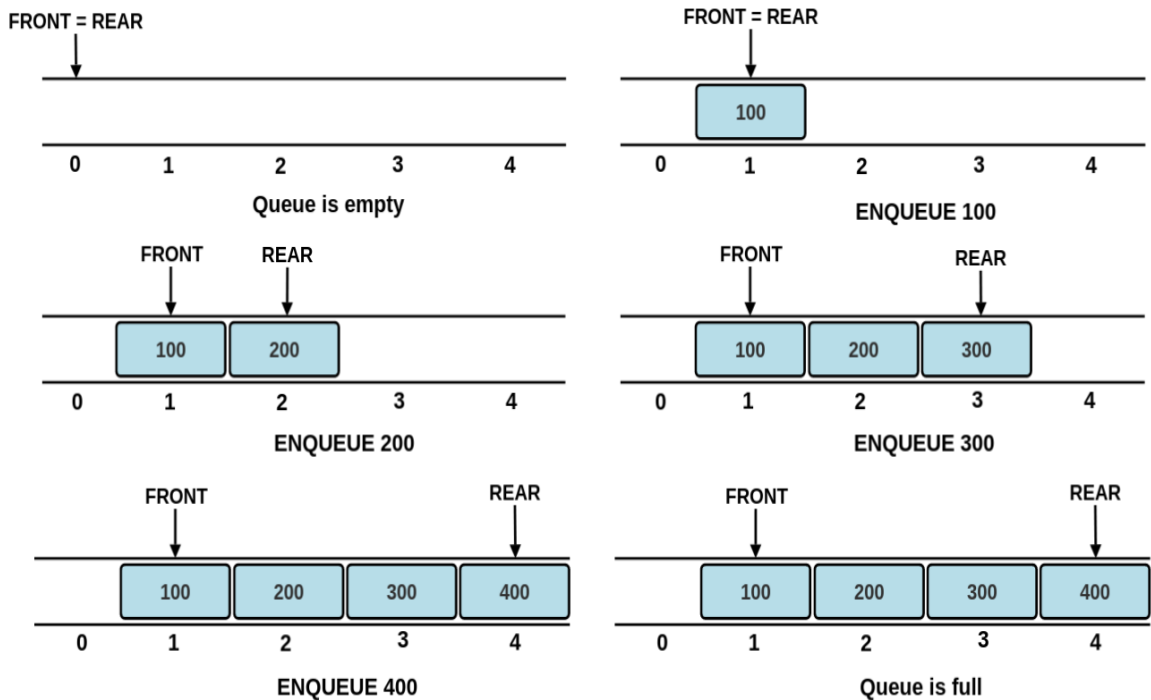 FRONT = REAR
0 1 2 3 4
Queue is empty
FRONT = REAR
100
0 1 2 3 4
ENQUEUE 100
FRONT REAR
100 200
0 1 2 3 4
ENQUEUE 200
FRONT REAR
100 200 300
0 1 2 3 4
ENQUEUE 300
FRONT REAR
100 200 300 400
0 1 2 3 4
ENQUEUE 400
FRONT REAR
100 200 300 400
0 1 2 3 4
Queue is full